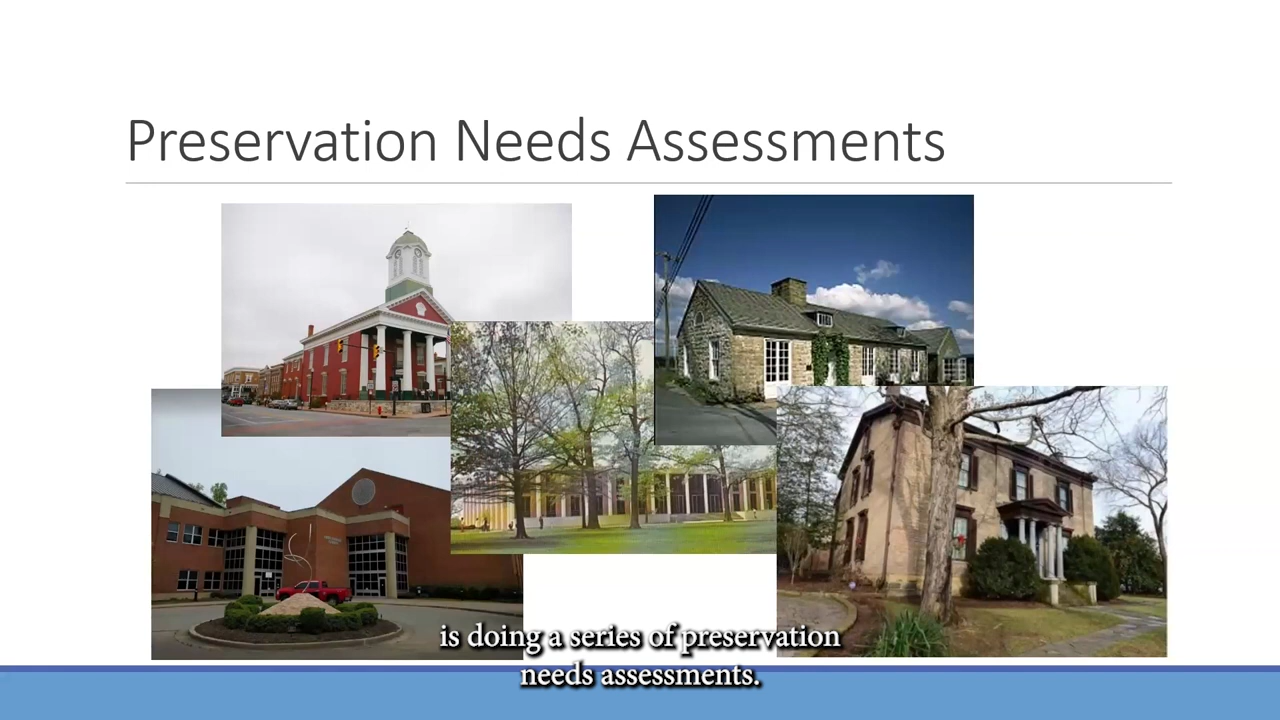 Preservation Needs Assessments
is doing a series of preservation
needs assessments.